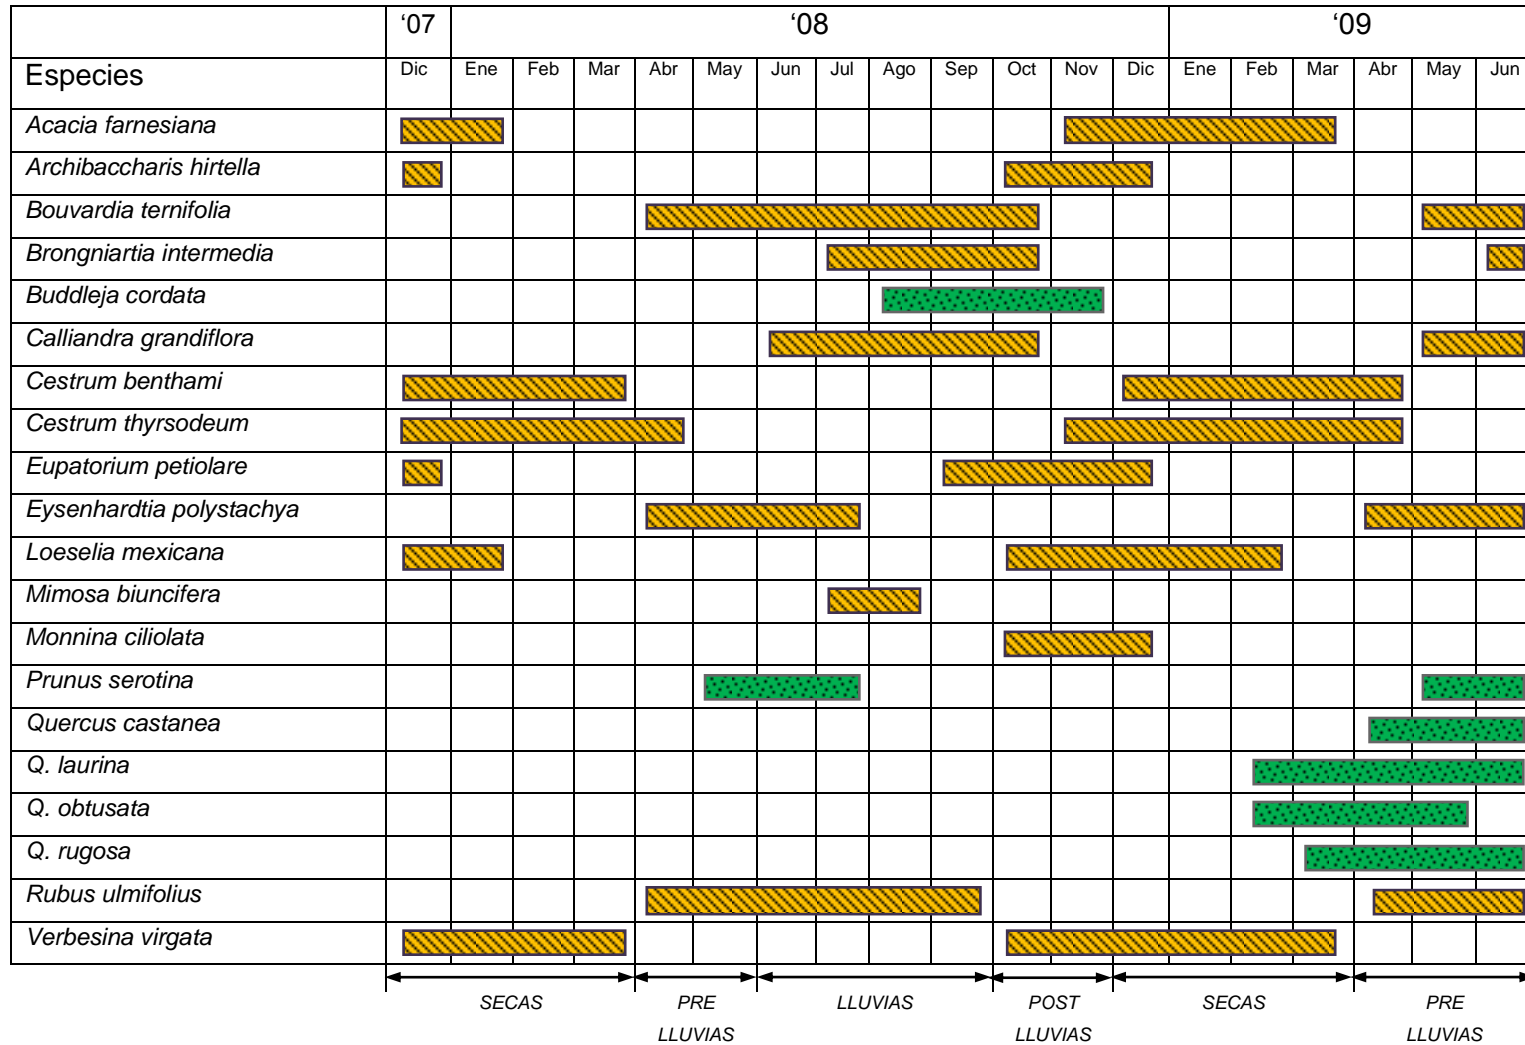 ‘07 ‘08 ‘09
Especies Dic Ene Feb Mar Abr May Jun Jul Ago Sep Oct Nov Dic Ene Feb Mar Abr May Jun
Acacia farnesiana
Archibaccharis hirtella
Bouvardia ternifolia
Brongniartia intermedia
Buddleja cordata
Calliandra grandiflora
Cestrum benthami
Cestrum thyrsodeum
Eupatorium petiolare
Eysenhardtia polystachya
Loeselia mexicana
Mimosa biuncifera
Monnina ciliolata
Prunus serotina
Quercus castanea
Q. laurina
Q. obtusata
Q. rugosa
Rubus ulmifolius
Verbesina virgata
SECAS PRE LLUVIAS POST SECAS PRE
LLUVIAS LLUVIAS LLUVIAS